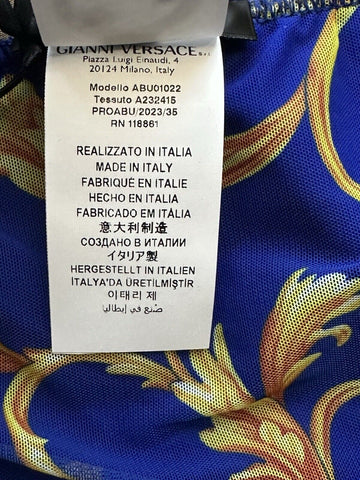 GIANNI VERSACE S.r.l.
Piazza Luigi Einaudi, 4
20124 Milano, Italy
Modello ABU01022
Tessuto A232415
PROABU/2023/35
RN 118861
REALIZZATO IN ITALIA
MADE IN ITALY
FABRIQUÉ EN ITALIE
HECHO EN ITALIA
FABRICADO EM ITÁLIA
意大利制造
СОЗДАНО В ИТАЛИИ
イタリア製
HERGESTELLT IN ITALIEN
İTALYA'DA ÜRETİLMİŞTİR
이태리 제
صُنع في إيطاليا